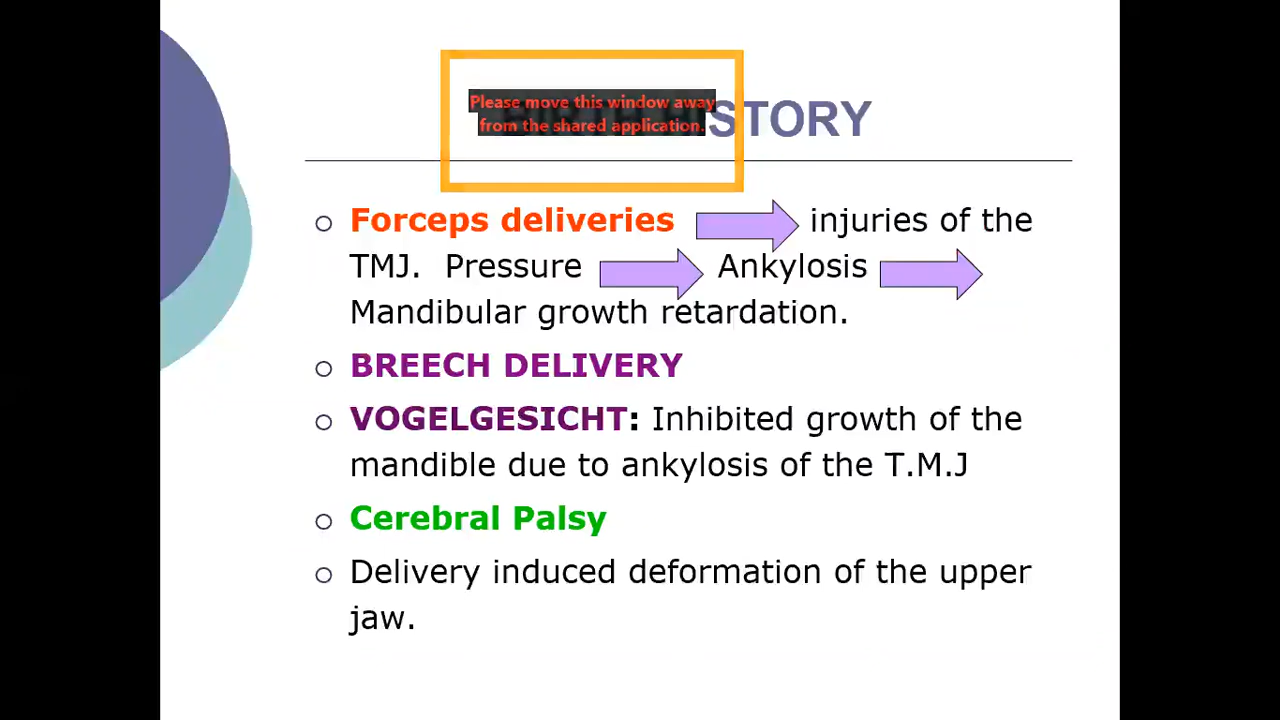 Please move this window away
from the shared application.
STORY
Forceps deliveries injuries of the
TMJ. Pressure Ankylosis
Mandibular growth retardation.
BREECH DELIVERY
VOGELGESICHT: Inhibited growth of the
mandible due to ankylosis of the T.M.J
Cerebral Palsy
Delivery induced deformation of the upper
jaw.